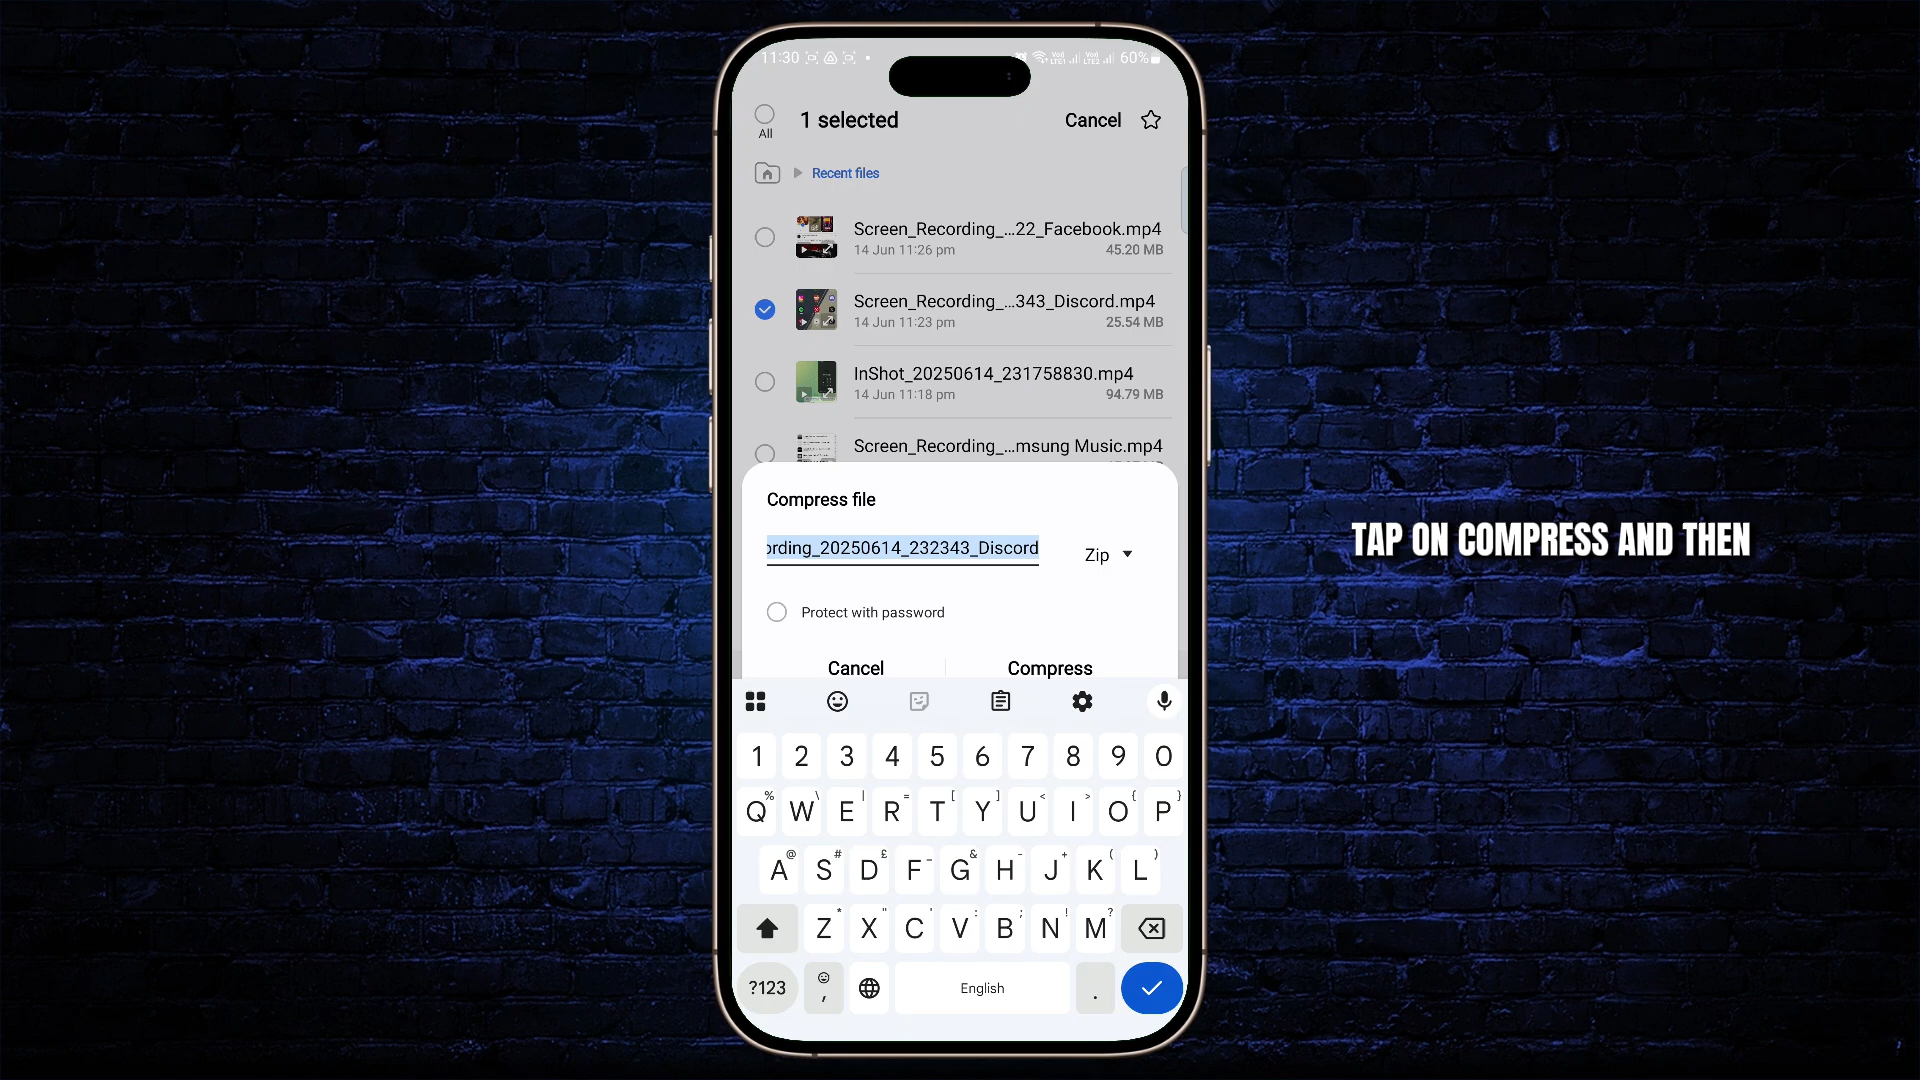 11:30
60%
All
1 selected
Cancel
Recent files
Screen_Recording_...22_Facebook.mp4
14 Jun 11:26 pm
45.20 MB
Screen_Recording_...343_Discord.mp4
14 Jun 11:23 pm
25.54 MB
InShot_20250614_231758830.mp4
14 Jun 11:18 pm
94.79 MB
Screen_Recording_...msung Music.mp4
Compress file
ording_20250614_232343_Discord
Zip
TAP ON COMPRESS AND THEN
Protect with password
Cancel
Compress
1 2 3 4 5 6 7 8 9 0
Q% W\ E| R= T[ Y] U< I> O{ P}
A@ S# D£ F_ G& H- J+ K( L)
Z* X" C' V: B; N! M?
?123
,
English
.